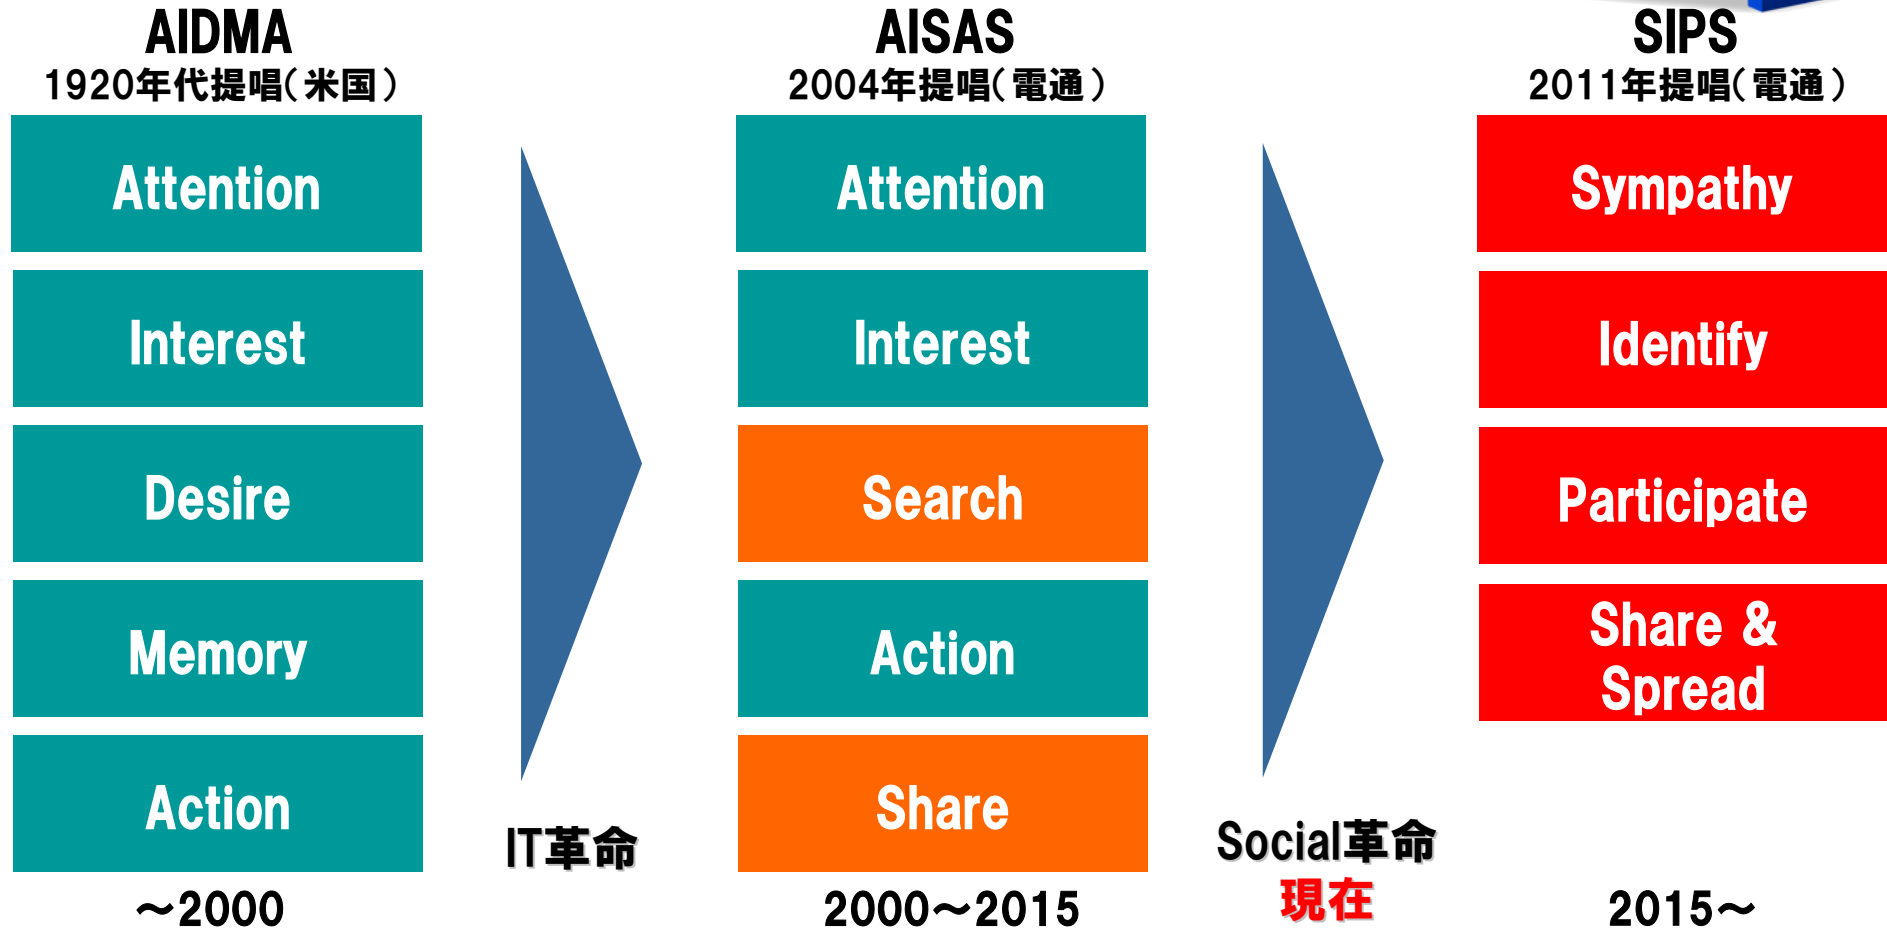 AIDMA
1920年代提唱(米国)
Attention
Interest
Desire
Memory
Action
～2000
IT革命
AISAS
2004年提唱(電通)
Attention
Interest
Search
Action
Share
2000～2015
Social革命
現在
SIPS
2011年提唱(電通)
Sympathy
Identify
Participate
Share &
Spread
2015～